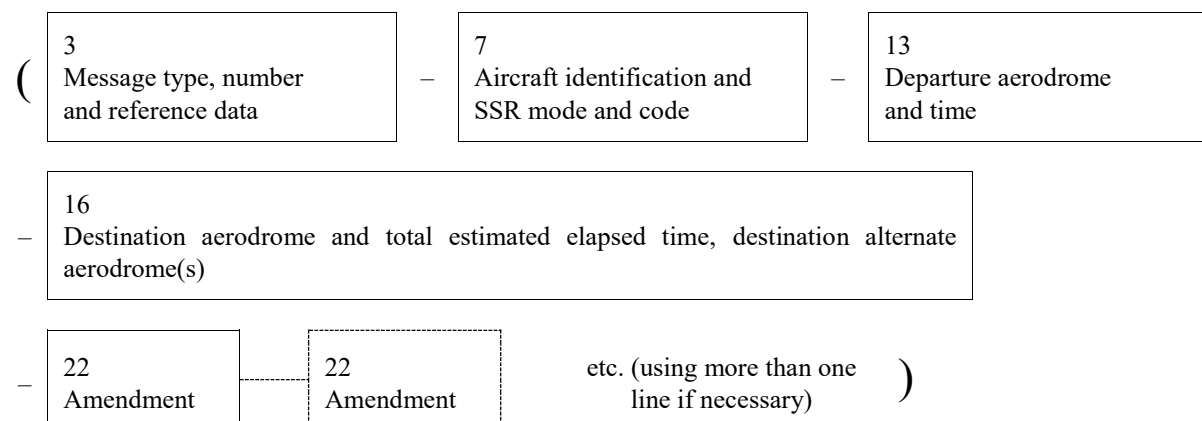 3 7 13
( Message type, number – Aircraft identification and – Departure aerodrome
and reference data SSR mode and code and time
16
– Destination aerodrome and total estimated elapsed time, destination alternate
aerodrome(s)
22 22 etc. (using more than one )
– Amendment Amendment line if necessary)